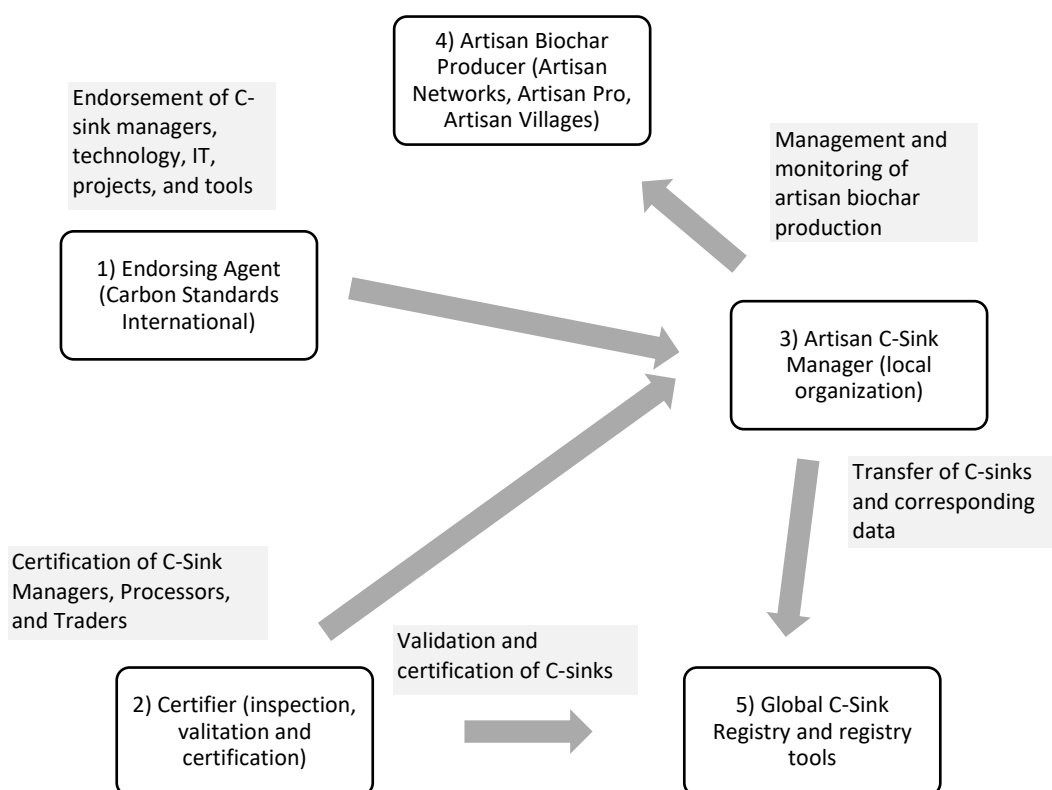 4) Artisan Biochar
Producer (Artisan
Networks, Artisan Pro,
Artisan Villages)
Endorsement of C-
sink managers,
technology, IT,
projects, and tools
Management and
monitoring of
artisan biochar
production
1) Endorsing Agent
(Carbon Standards
International)
3) Artisan C-Sink
Manager (local
organization)
Transfer of C-sinks
and corresponding
data
Certification of C-Sink
Managers, Processors,
and Traders
Validation and
certification of C-sinks
2) Certifier (inspection,
valitation and
certification)
5) Global C-Sink
Registry and registry
tools